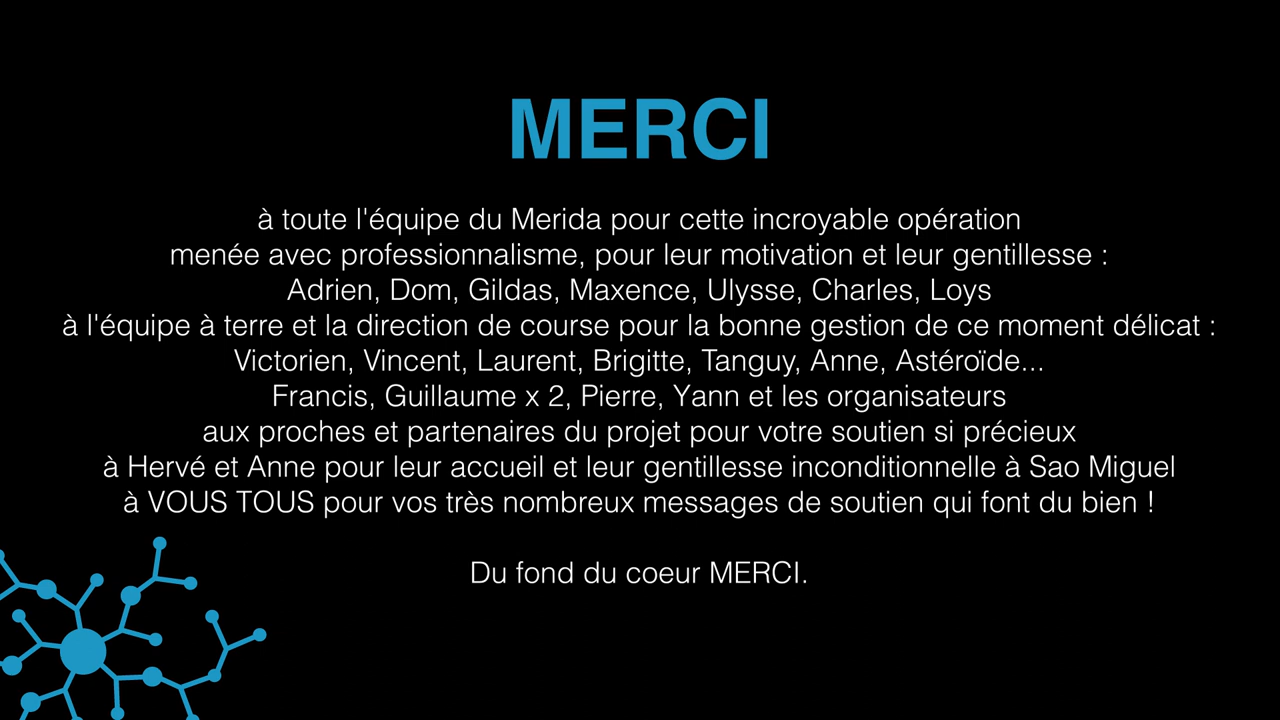 MERCI
à toute l'équipe du Merida pour cette incroyable opération
menée avec professionnalisme, pour leur motivation et leur gentillesse :
Adrien, Dom, Gildas, Maxence, Ulysse, Charles, Loys
à l'équipe à terre et la direction de course pour la bonne gestion de ce moment délicat :
Victorien, Vincent, Laurent, Brigitte, Tanguy, Anne, Astéroïde...
Francis, Guillaume x 2, Pierre, Yann et les organisateurs
aux proches et partenaires du projet pour votre soutien si précieux
à Hervé et Anne pour leur accueil et leur gentillesse inconditionnelle à Sao Miguel
à VOUS TOUS pour vos très nombreux messages de soutien qui font du bien !
Du fond du coeur MERCI.